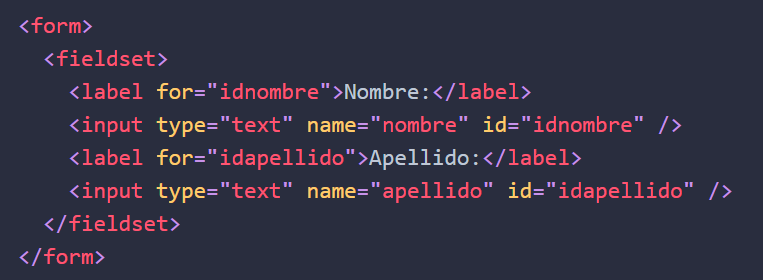 <form>
<fieldset>
<label for="idnombre">Nombre:</label>
<input type="text" name="nombre" id="idnombre" />
<label for="idapellido">Apellido:</label>
<input type="text" name="apellido" id="idapellido" />
</fieldset>
</form>